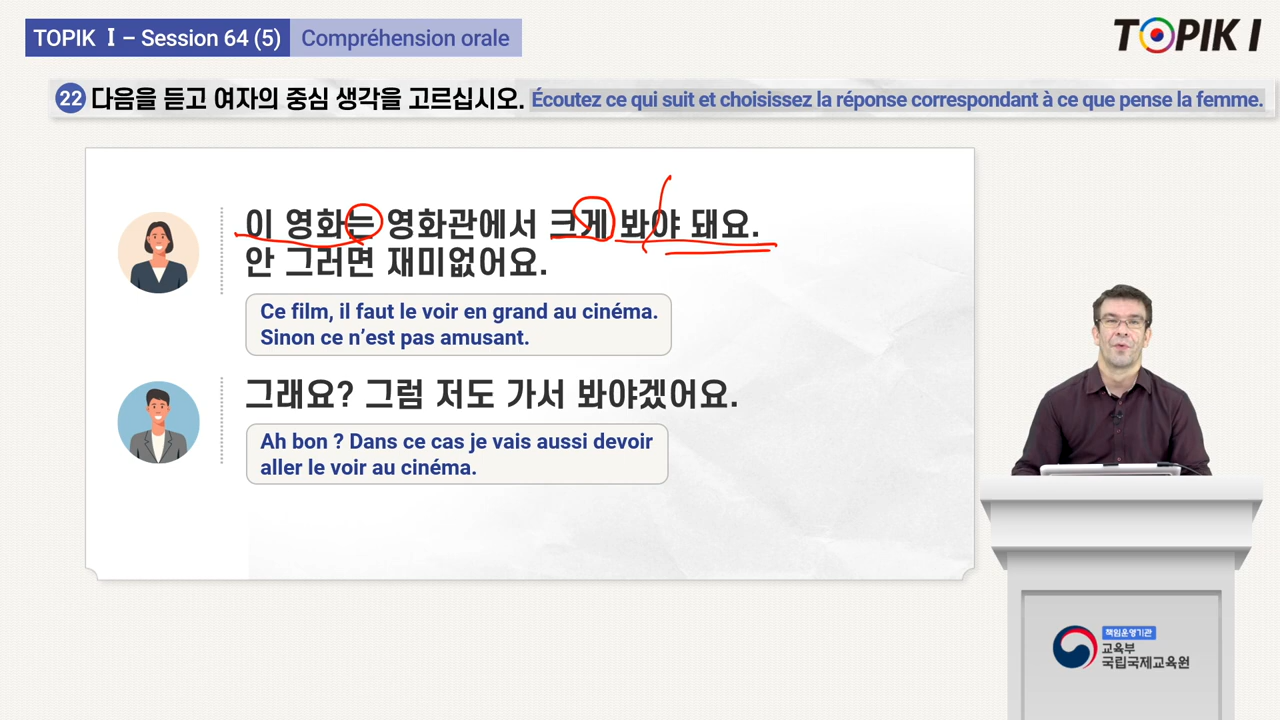 TOPIK Ⅰ – Session 64 (5) Compréhension orale
TOPIK I
22 다음을 듣고 여자의 중심 생각을 고르십시오. Écoutez ce qui suit et choisissez la réponse correspondant à ce que pense la femme.
이 영화는 영화관에서 크게 봐야 돼요.
안 그러면 재미없어요.
Ce film, il faut le voir en grand au cinéma.
Sinon ce n’est pas amusant.
그래요? 그럼 저도 가서 봐야겠어요.
Ah bon ? Dans ce cas je vais aussi devoir
aller le voir au cinéma.
책임운영기관
교육부
국립국제교육원